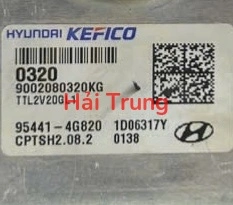 HYUNDAI KEFICO
0320
9002080320KG
TTL2V20G
Hải Trung
95441-4G820 1D06317Y
CPTSH2.08.2 0138